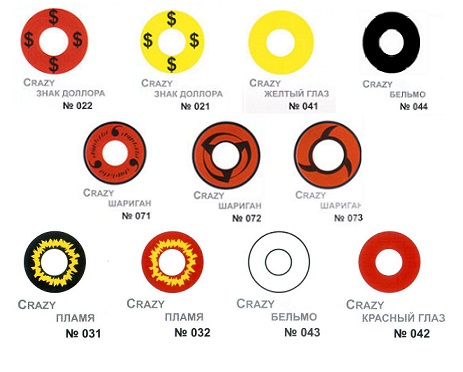 $ $ $ $
CRAZY
ЗНАК ДОЛЛОРА
№ 022
$ $ $ $
CRAZY
ЗНАК ДОЛЛОРА
№ 021
CRAZY
ЖЕЛТЫЙ ГЛАЗ
№ 041
CRAZY
БЕЛЬМО
№ 044
CRAZY
ШАРИГАН
№ 071
CRAZY
ШАРИГАН
№ 072
CRAZY
ШАРИГАН
№ 073
CRAZY
ПЛАМЯ
№ 031
CRAZY
ПЛАМЯ
№ 032
CRAZY
БЕЛЬМО
№ 043
CRAZY
КРАСНЫЙ ГЛАЗ
№ 042